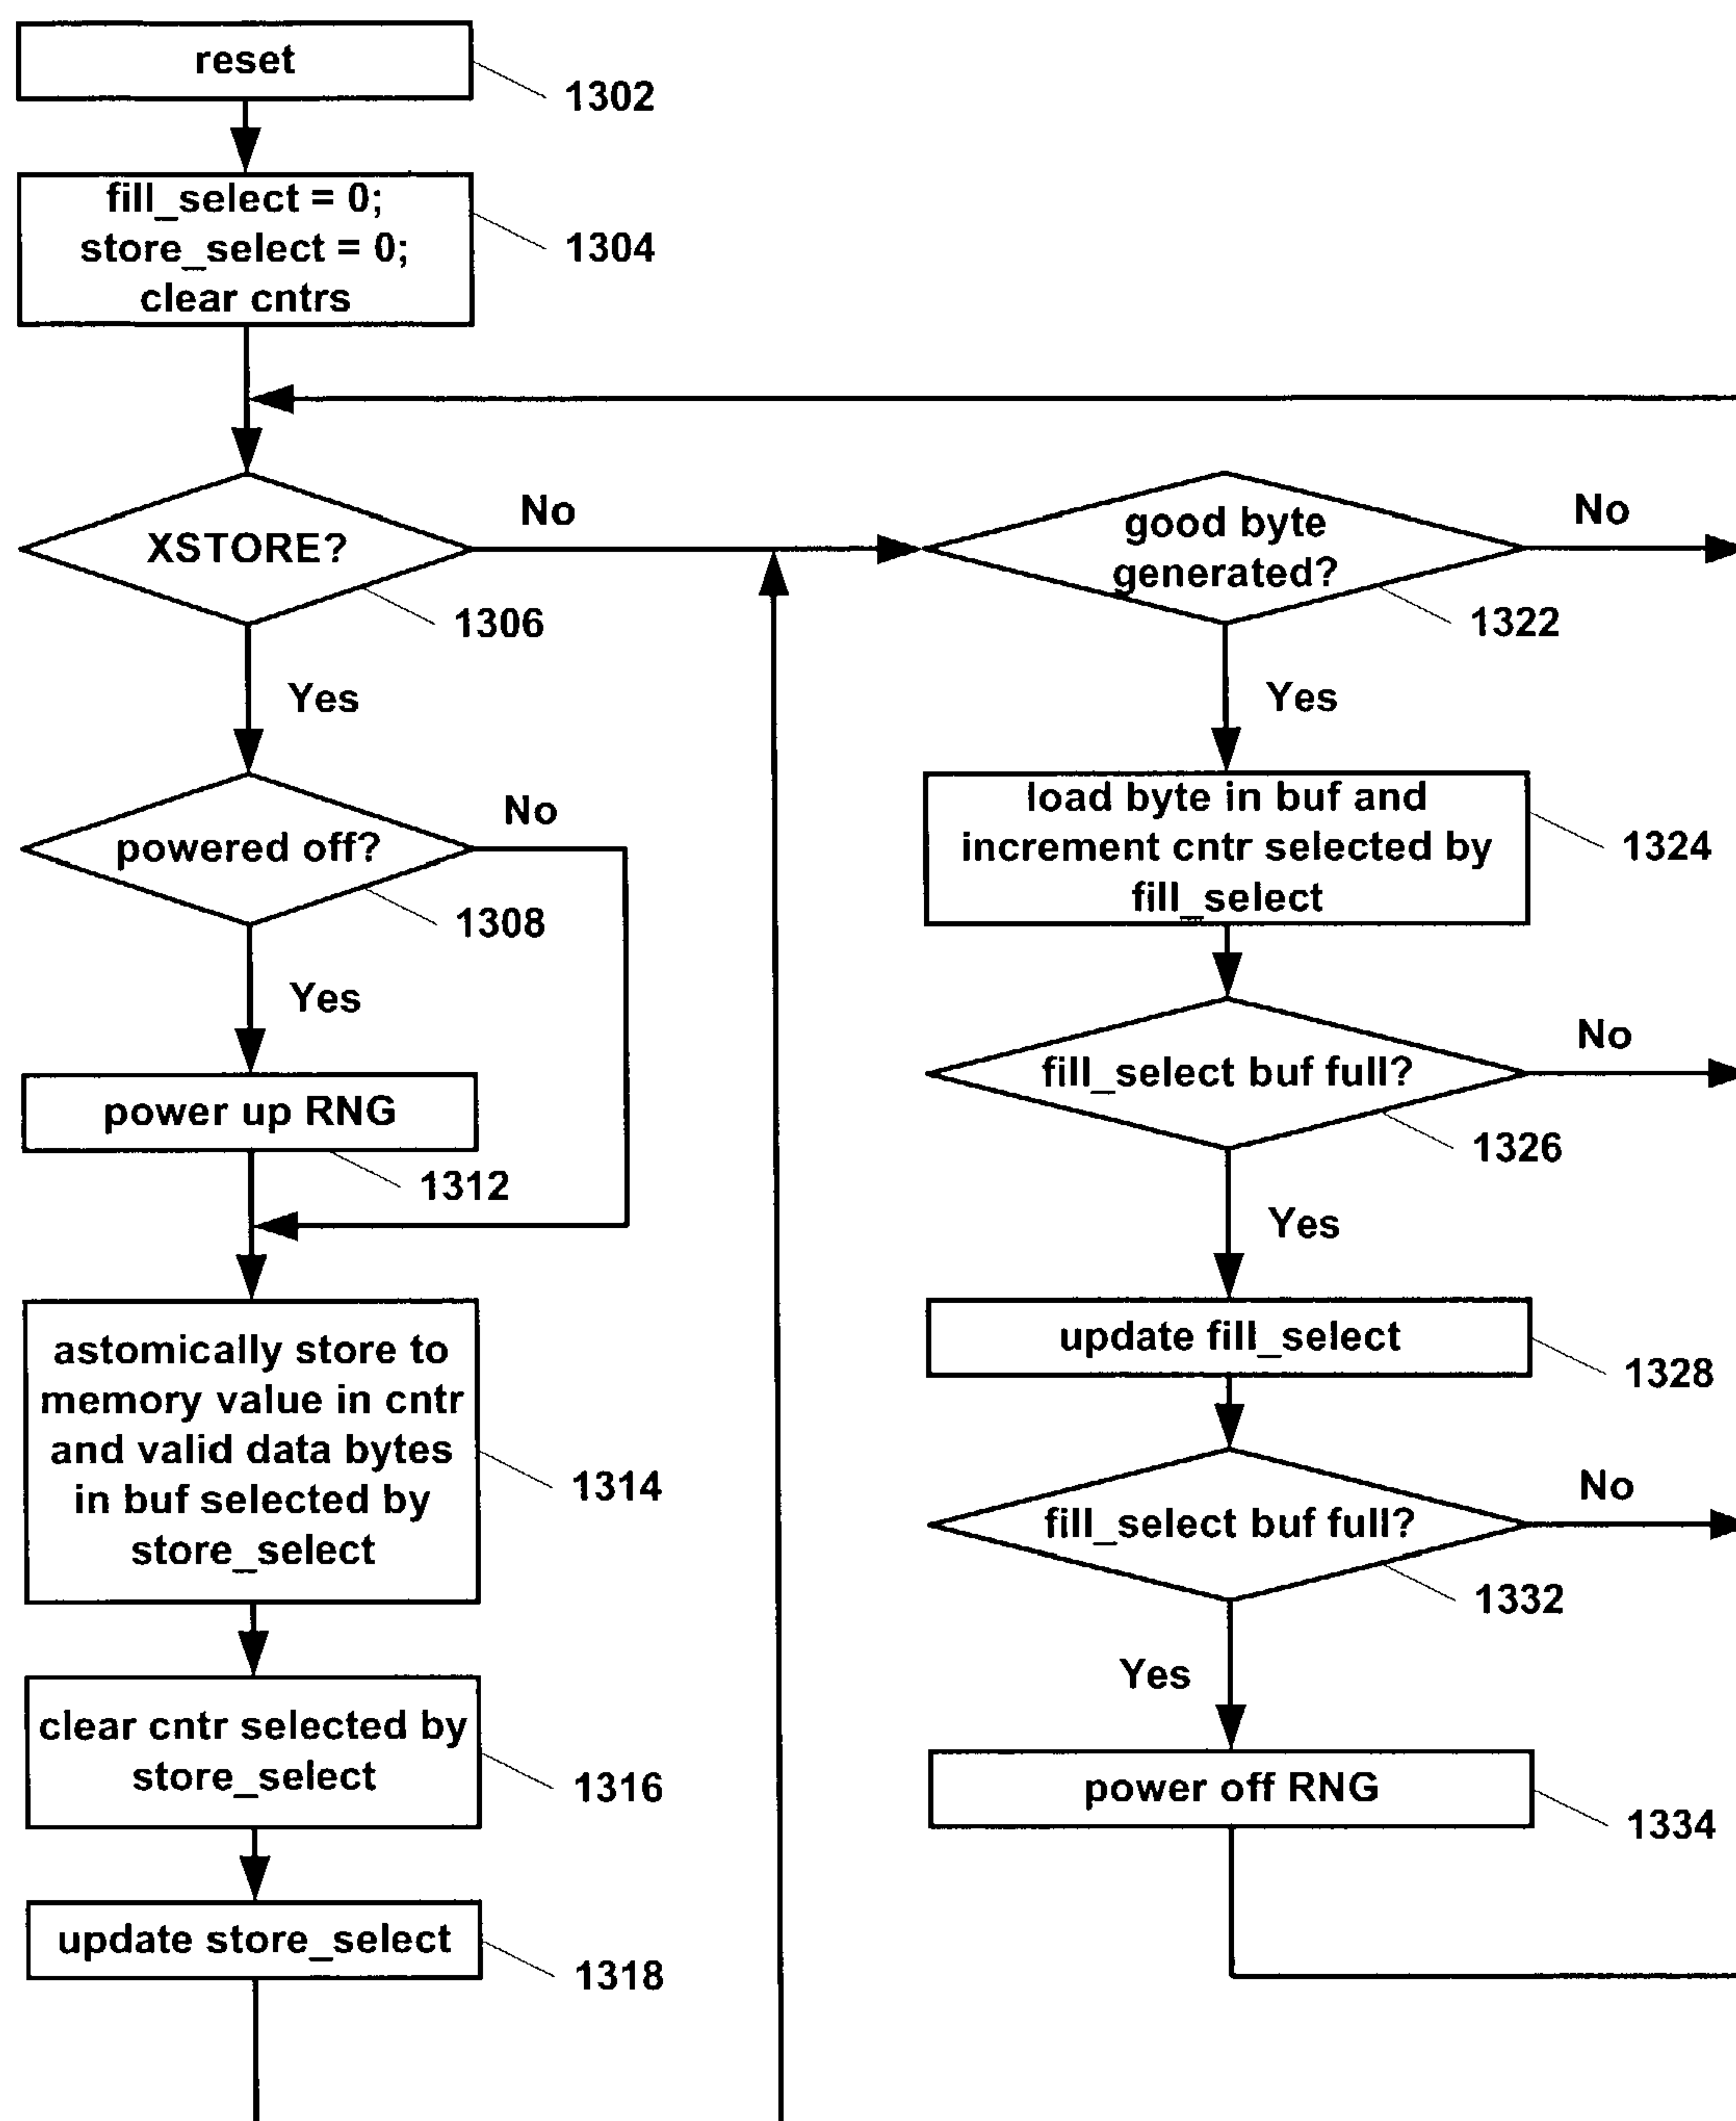 reset
1302
fill_select = 0;
store_select = 0;
clear cntrs
1304
XSTORE?
No
1306
Yes
powered off?
No
1308
Yes
power up RNG
1312
astomically store to
memory value in cntr
and valid data bytes
in buf selected by
store_select
1314
clear cntr selected by
store_select
1316
update store_select
1318
good byte
generated?
No
1322
Yes
load byte in buf and
increment cntr selected by
fill_select
1324
fill_select buf full?
No
1326
Yes
update fill_select
1328
fill_select buf full?
No
1332
Yes
power off RNG
1334